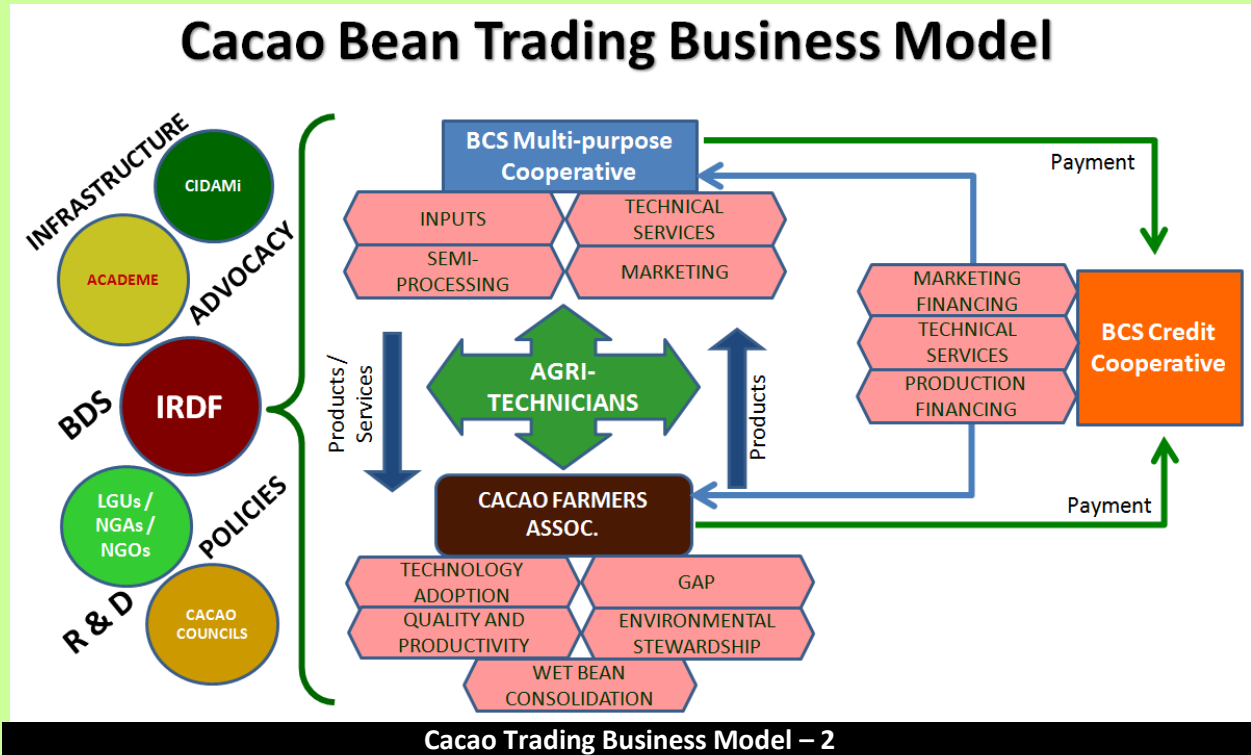 Cacao Bean Trading Business Model
INFRASTRUCTURE
CIDAMi
ACADEME
ADVOCACY
BDS
IRDF
LGUs /
NGAs /
NGOs
POLICIES
R & D
CACAO
COUNCILS
BCS Multi-purpose
Cooperative
INPUTS
TECHNICAL
SERVICES
SEMI-
PROCESSING
MARKETING
Products/
Services
AGRI-
TECHNICIANS
Products
CACAO FARMERS
ASSOC.
TECHNOLOGY
ADOPTION
GAP
QUALITY AND
PRODUCTIVITY
ENVIRONMENTAL
STEWARDSHIP
WET BEAN
CONSOLIDATION
Payment
MARKETING
FINANCING
TECHNICAL
SERVICES
PRODUCTION
FINANCING
BCS Credit
Cooperative
Payment
Cacao Trading Business Model – 2